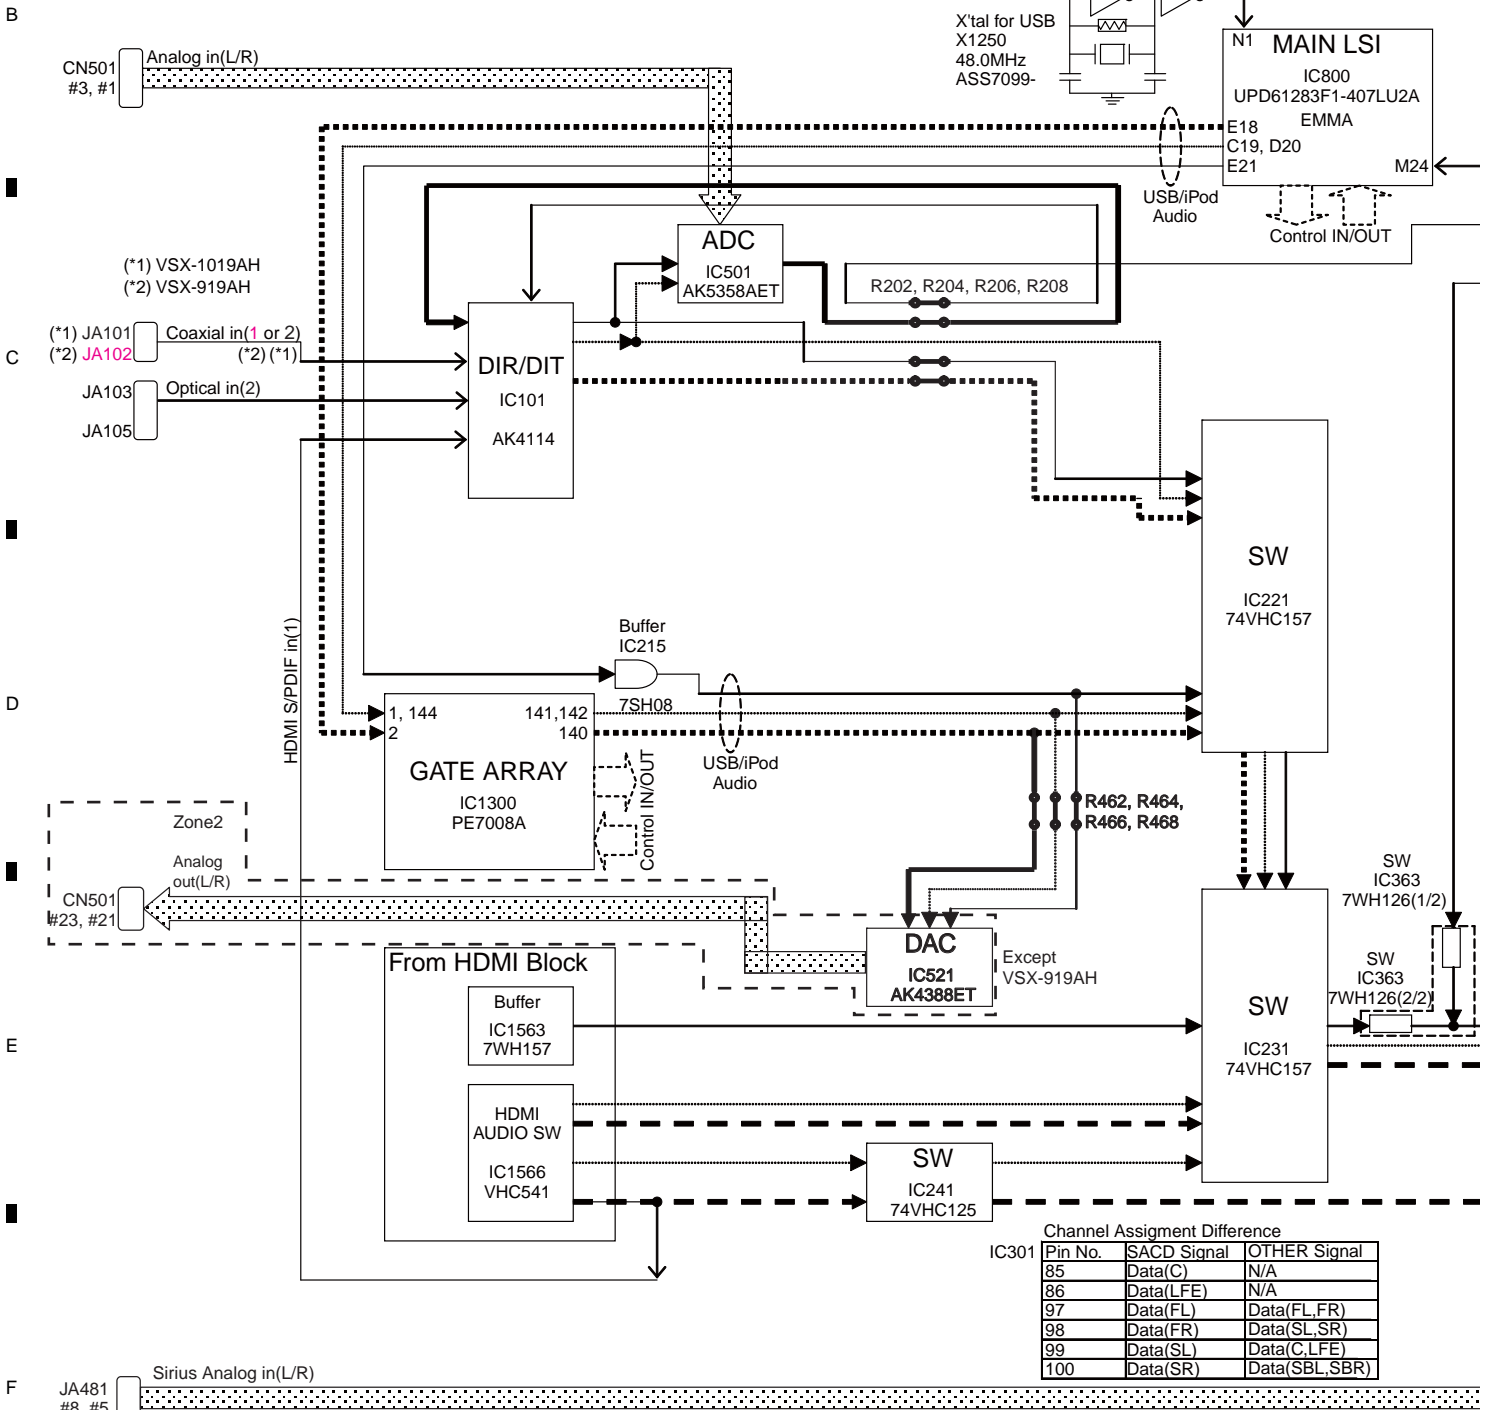 B
X'tal for USB
X1250
48.0MHz
ASS7099-
N1 MAIN LSI
IC800
UPD61283F1-407LU2A
EMMA
E18
C19, D20
E21
M24
CN501
#3, #1
Analog in(L/R)
USB/iPod
Audio
Control IN/OUT
ADC
IC501
AK5358AET
R202, R204, R206, R208
(*1) VSX-1019AH
(*2) VSX-919AH
C
(*1) JA101
(*2) JA102
Coaxial in(1 or 2)
(*2) (*1)
JA103
Optical in(2)
JA105
DIR/DIT
IC101
AK4114
SW
IC221
74VHC157
HDMI S/PDIF in(1)
Buffer
IC215
7SH08
D
1, 144
2
141,142
140
GATE ARRAY
IC1300
PE7008A
Control IN/OUT
USB/iPod
Audio
R462, R464,
R466, R468
Zone2
Analog
out(L/R)
CN501
#23, #21
SW
IC363
7WH126(1/2)
DAC
IC521
AK4388ET
Except
VSX-919AH
SW
IC363
7WH126(2/2)
From HDMI Block
Buffer
IC1563
7WH157
SW
IC231
74VHC157
E
HDMI
AUDIO SW
IC1566
VHC541
SW
IC241
74VHC125
Channel Assigment Difference
IC301 Pin No. SACD Signal OTHER Signal
85 Data(C) N/A
86 Data(LFE) N/A
97 Data(FL) Data(FL,FR)
98 Data(FR) Data(SL,SR)
99 Data(SL) Data(C,LFE)
100 Data(SR) Data(SBL,SBR)
F
JA481
#8, #5
Sirius Analog in(L/R)